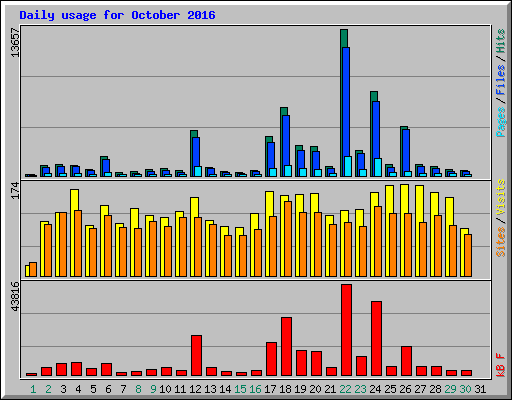 Daily usage for October 2016
13657
Pages / Files / Hits
174
Sites / Visits
43816
kB F
1 2 3 4 5 6 7 8 9 10 11 12 13 14 15 16 17 18 19 20 21 22 23 24 25 26 27 28 29 30 31